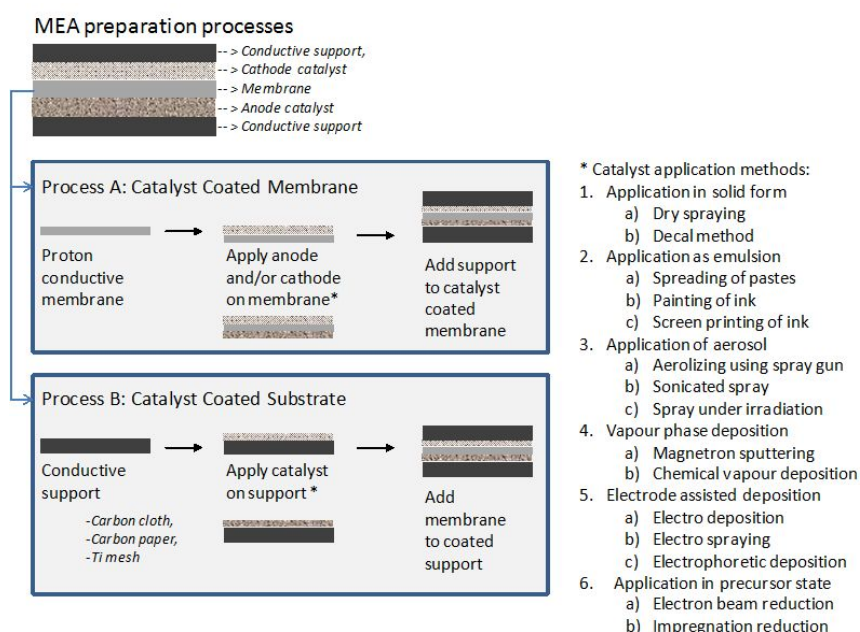 MEA preparation processes
-- > Conductive support,
-- > Cathode catalyst
-- > Membrane
-- > Anode catalyst
-- > Conductive support
Process A: Catalyst Coated Membrane
Proton
conductive
membrane
Apply anode
and/or cathode
on membrane*
Add support
to catalyst
coated
membrane
Process B: Catalyst Coated Substrate
Conductive
support
-Carbon cloth,
-Carbon paper,
-Ti mesh
Apply catalyst
on support *
Add
membrane
to coated
support
* Catalyst application methods:
1. Application in solid form
a) Dry spraying
b) Decal method
2. Application as emulsion
a) Spreading of pastes
b) Painting of ink
c) Screen printing of ink
3. Application of aerosol
a) Aerolizing using spray gun
b) Sonicated spray
c) Spray under irradiation
4. Vapour phase deposition
a) Magnetron sputtering
b) Chemical vapour deposition
5. Electrode assisted deposition
a) Electro deposition
b) Electro spraying
c) Electrophoretic deposition
6. Application in precursor state
a) Electron beam reduction
b) Impregnation reduction